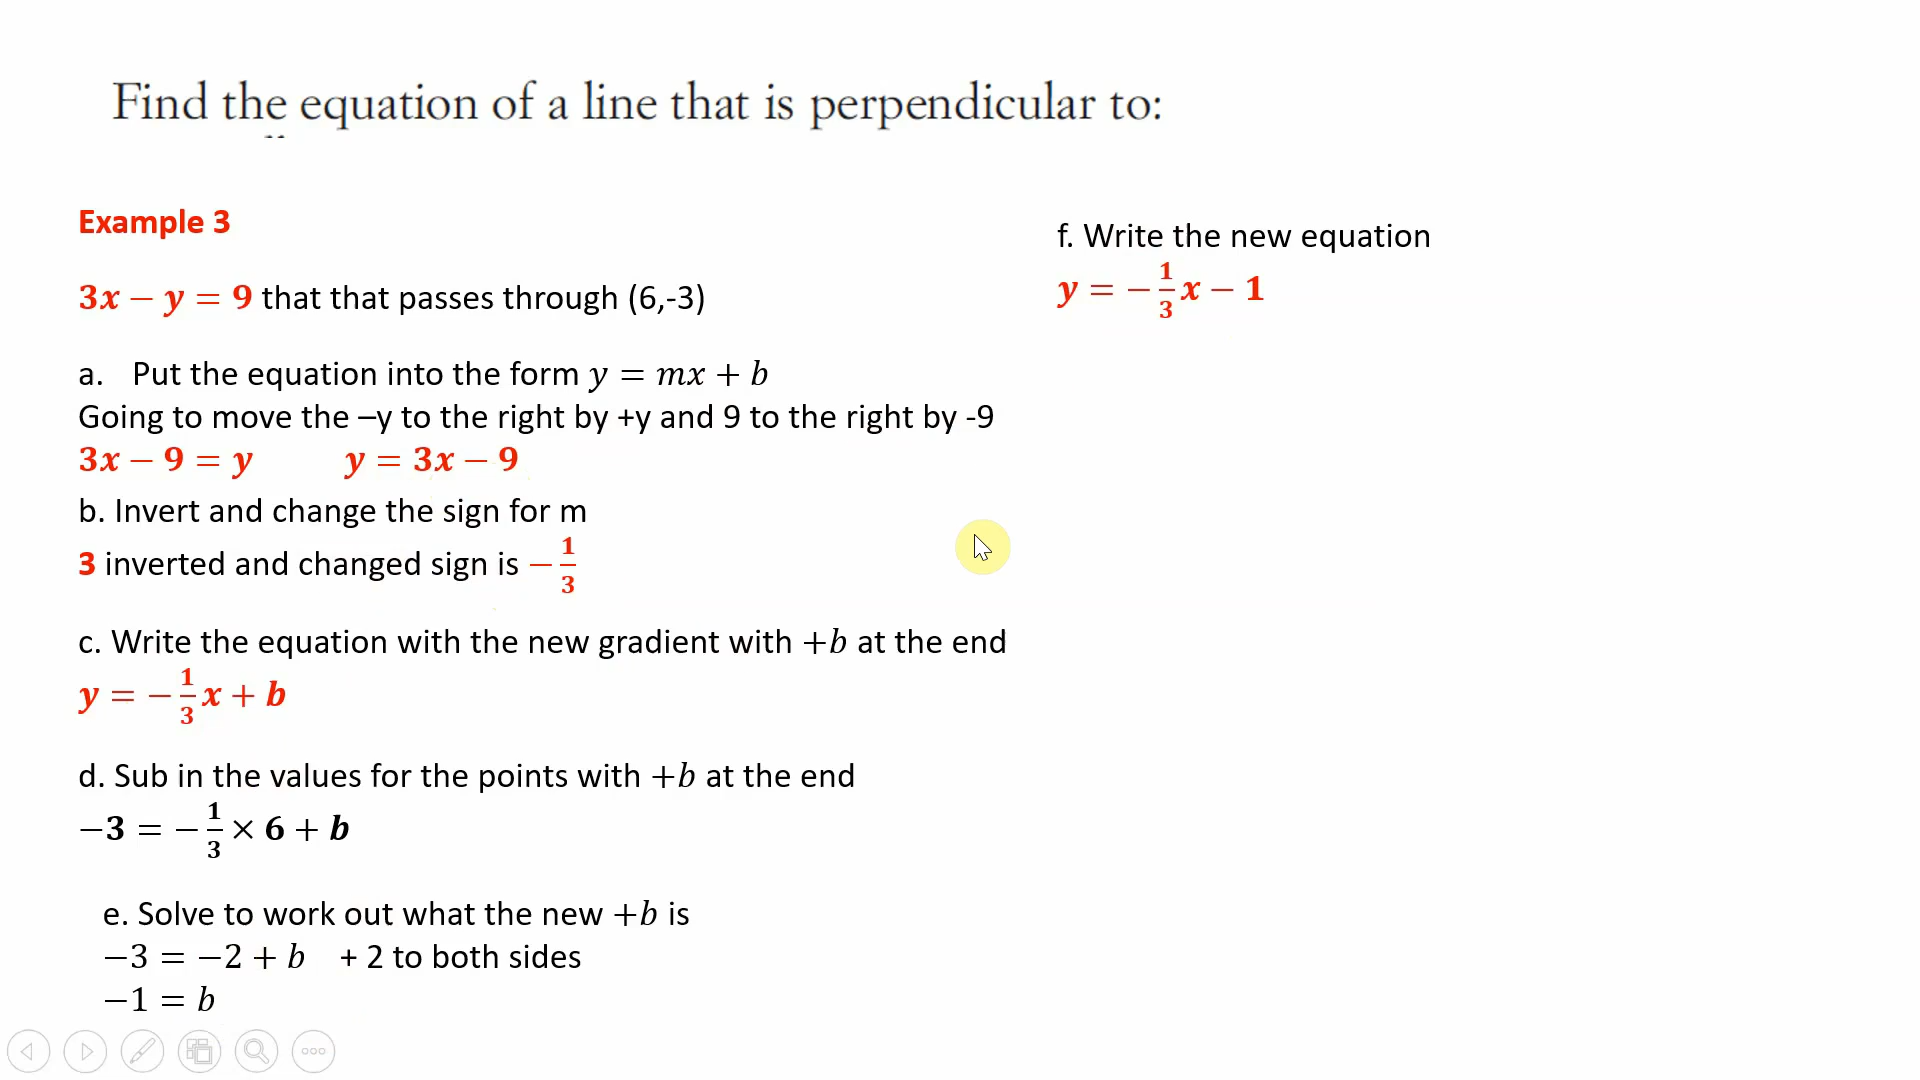 Find the equation of a line that is perpendicular to:
Example 3
3x − y = 9 that that passes through (6,-3)
a. Put the equation into the form y = mx + b
Going to move the –y to the right by +y and 9 to the right by -9
3x − 9 = y y = 3x − 9
b. Invert and change the sign for m
3 inverted and changed sign is −1/3
c. Write the equation with the new gradient with +b at the end
y = −1/3x + b
d. Sub in the values for the points with +b at the end
−3 = −1/3 × 6 + b
e. Solve to work out what the new +b is
−3 = −2 + b + 2 to both sides
−1 = b
f. Write the new equation
y = −1/3x − 1